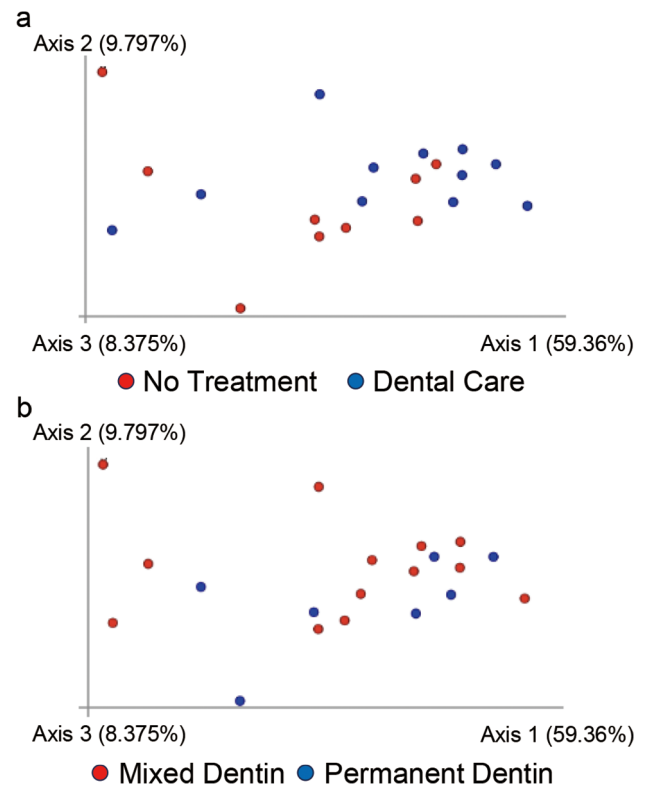 a
Axis 2 (9.797%)
Axis 3 (8.375%)
Axis 1 (59.36%)
No Treatment
Dental Care
b
Axis 2 (9.797%)
Axis 3 (8.375%)
Axis 1 (59.36%)
Mixed Dentin
Permanent Dentin